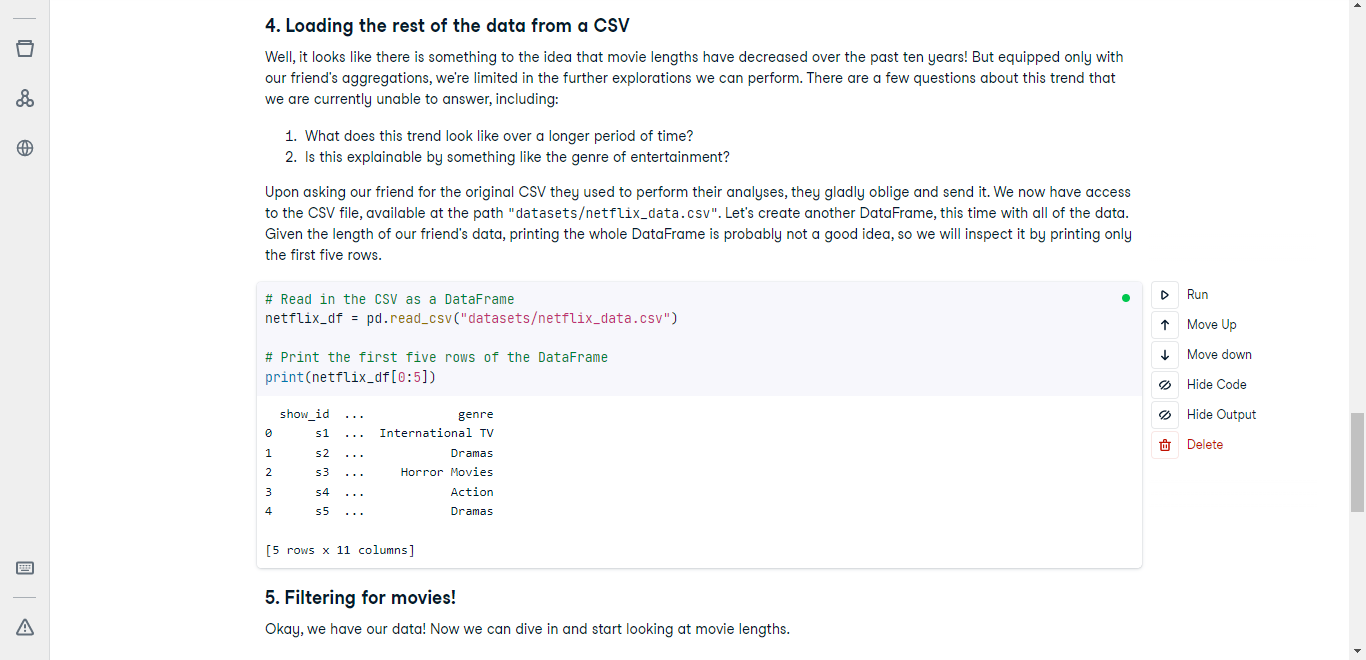 4. Loading the rest of the data from a CSV
Well, it looks like there is something to the idea that movie lengths have decreased over the past ten years! But equipped only with
our friend's aggregations, we're limited in the further explorations we can perform. There are a few questions about this trend that
we are currently unable to answer, including:
1. What does this trend look like over a longer period of time?
2. Is this explainable by something like the genre of entertainment?
Upon asking our friend for the original CSV they used to perform their analyses, they gladly oblige and send it. We now have access
to the CSV file, available at the path "datasets/netflix_data.csv". Let's create another DataFrame, this time with all of the data.
Given the length of our friend's data, printing the whole DataFrame is probably not a good idea, so we will inspect it by printing only
the first five rows.
# Read in the CSV as a DataFrame
netflix_df = pd.read_csv("datasets/netflix_data.csv")
# Print the first five rows of the DataFrame
print(netflix_df[0:5])
Run
Move Up
Move down
Hide Code
Hide Output
Delete
show_id ... genre
0 s1 ... International TV
1 s2 ... Dramas
2 s3 ... Horror Movies
3 s4 ... Action
4 s5 ... Dramas
[5 rows x 11 columns]
5. Filtering for movies!
Okay, we have our data! Now we can dive in and start looking at movie lengths.